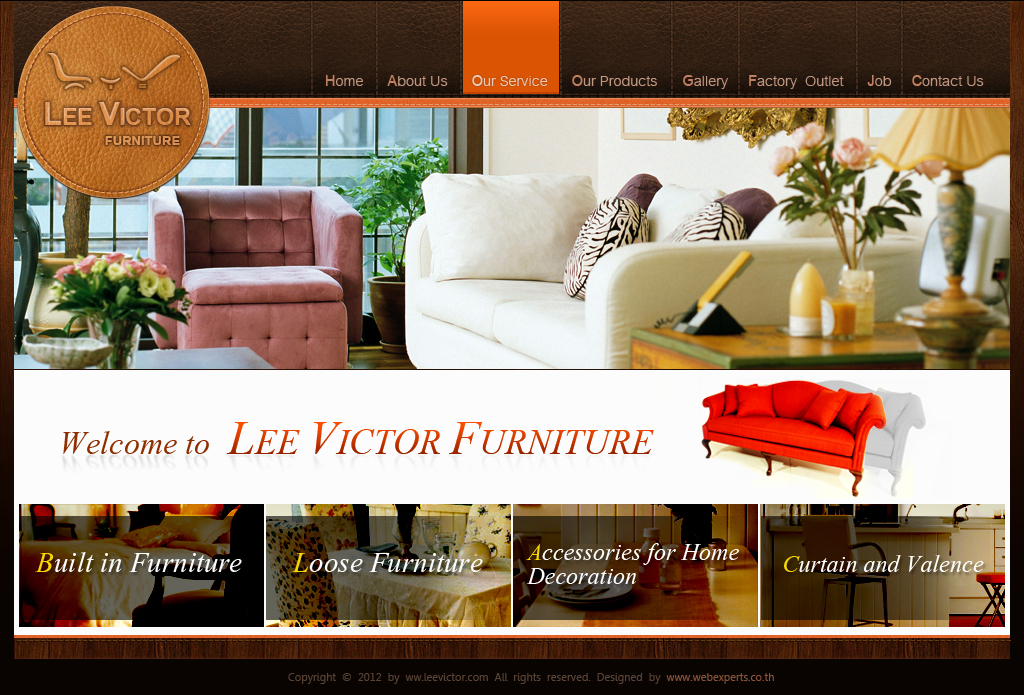 LEE VICTOR
FURNITURE
Home About Us Our Service Our Products Gallery Factory Outlet Job Contact Us
Welcome to LEE VICTOR FURNITURE
Built in Furniture
Loose Furniture
Accessories for Home
Decoration
Curtain and Valence
Copyright © 2012 by ww.leevictor.com All rights reserved. Designed by www.webexperts.co.th